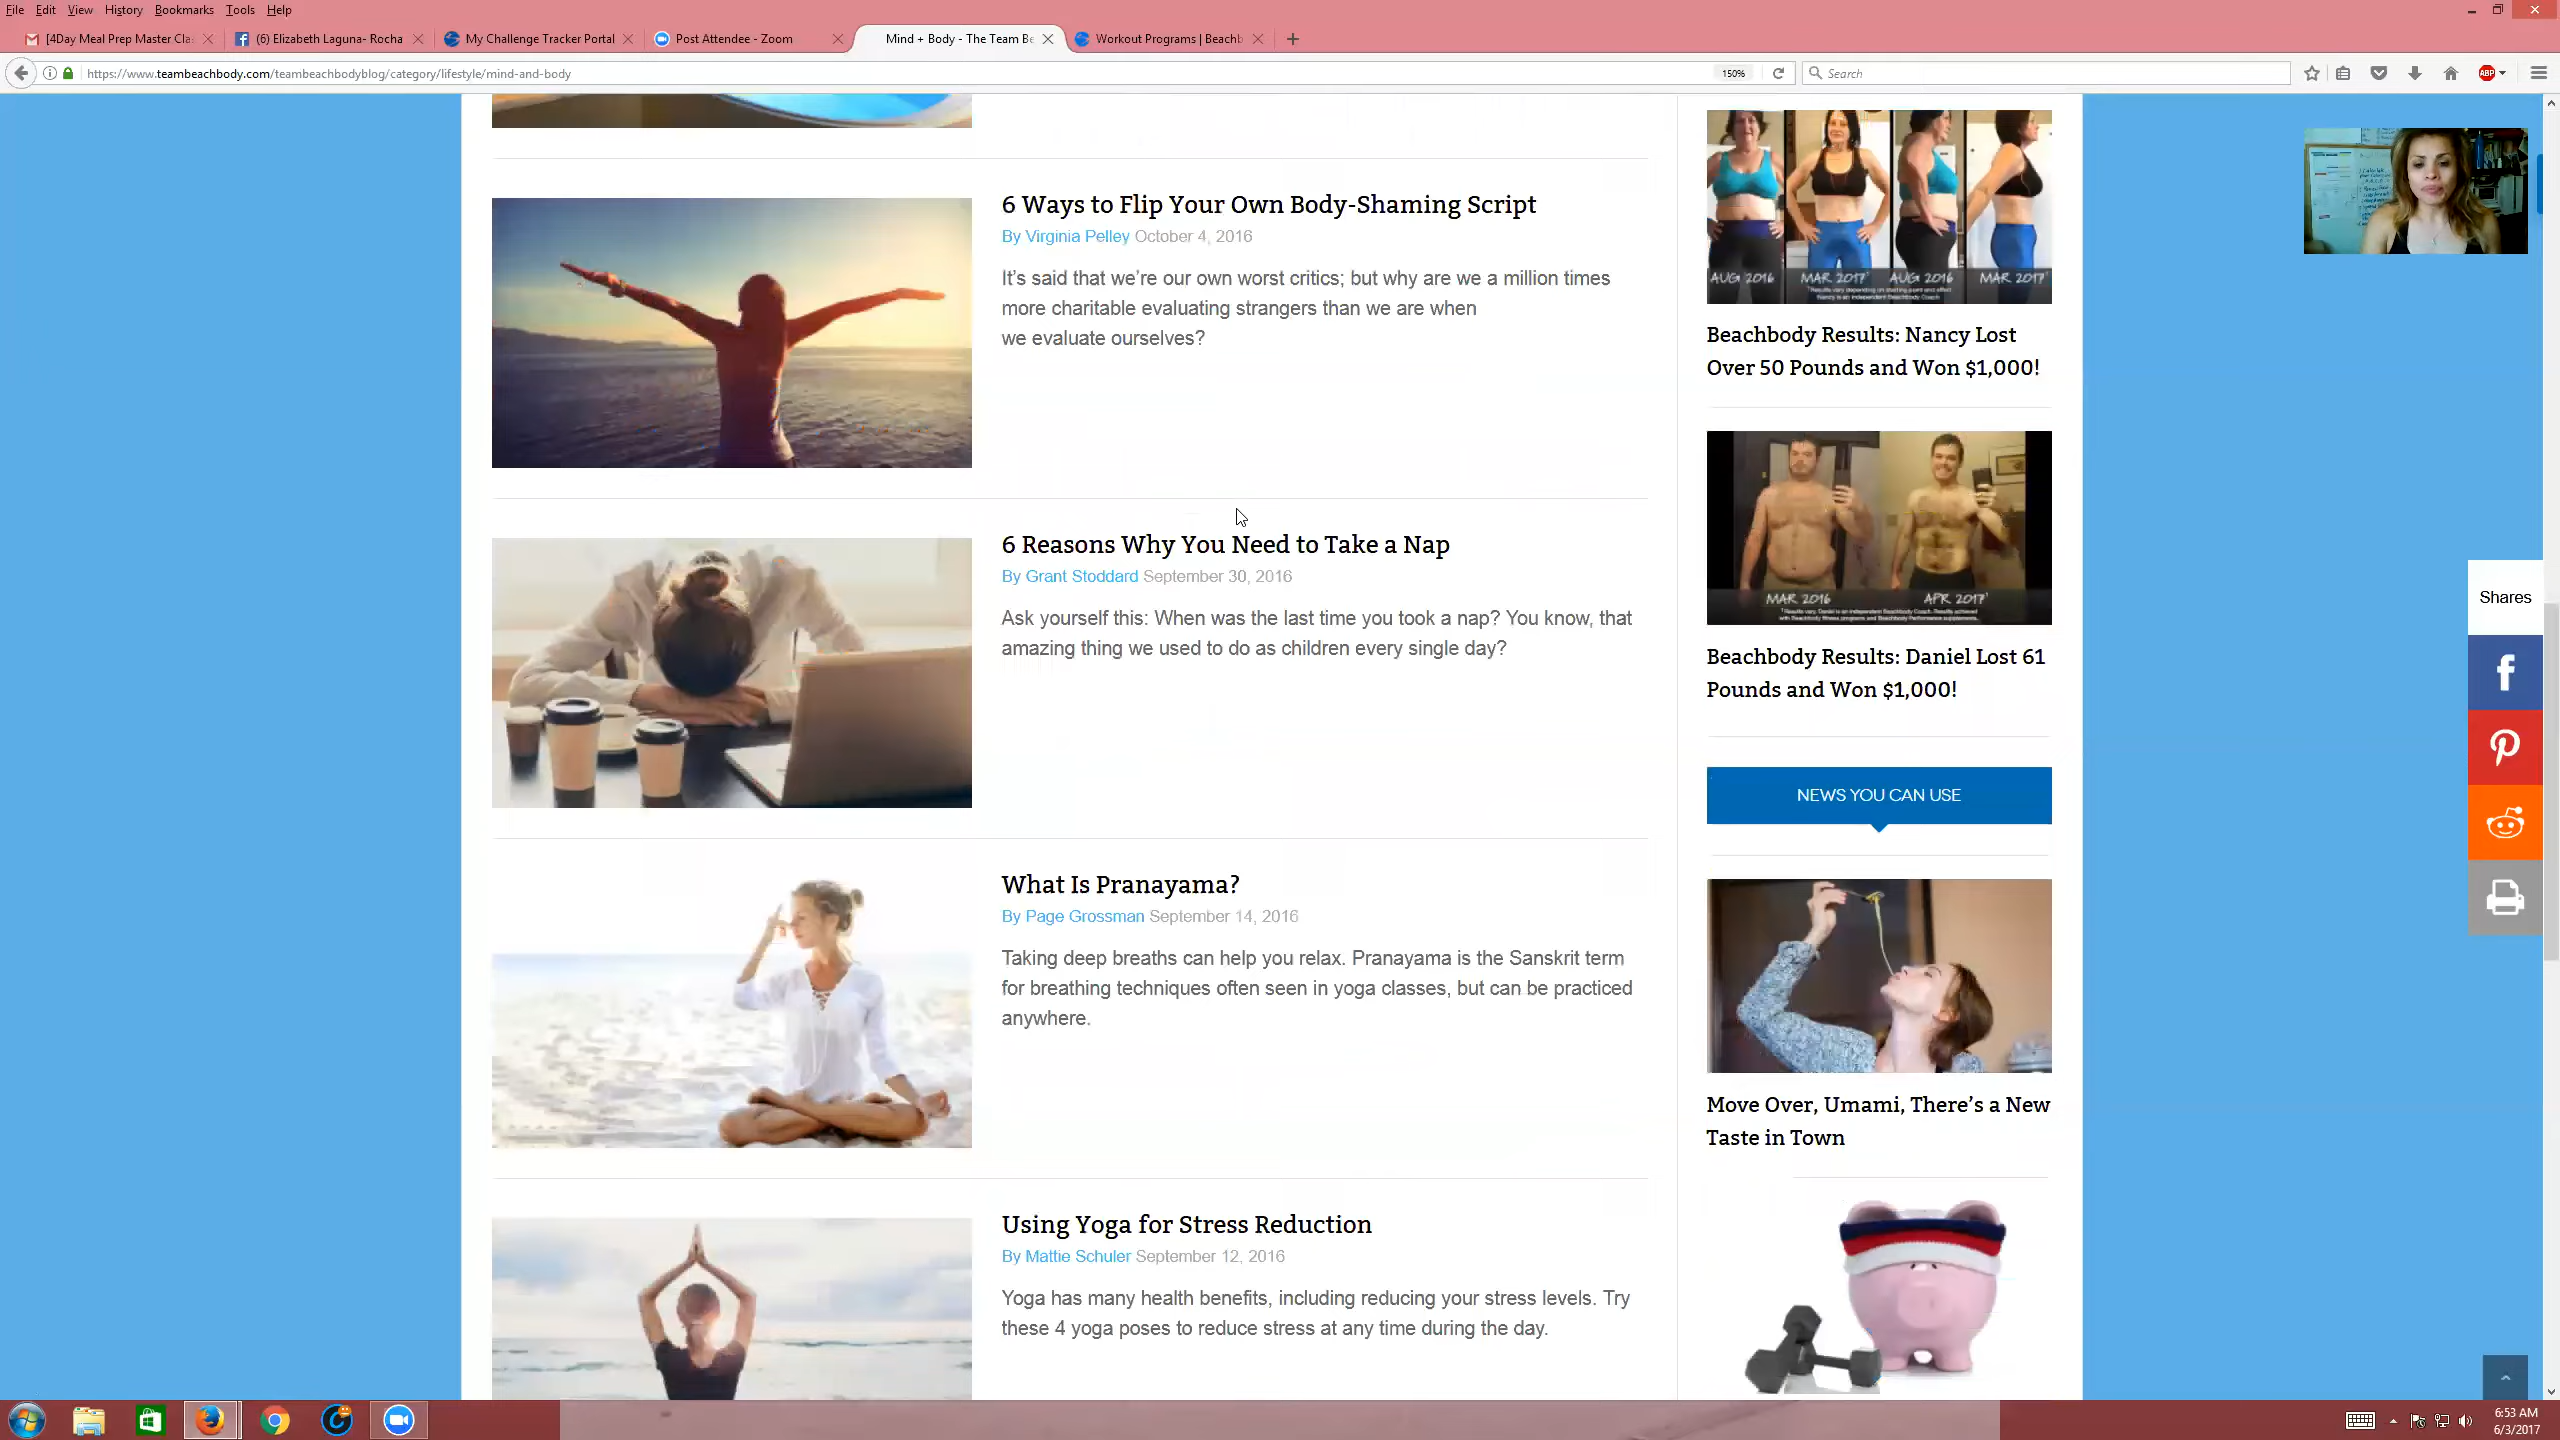 File Edit View History Bookmarks Tools Help
[4Day Meal Prep Master Cla
(6) Elizabeth Laguna- Rocha
My Challenge Tracker Portal
Post Attendee - Zoom
Mind + Body - The Team Be
Workout Programs | Beachb
https://www.teambeachbody.com/teambeachbodyblog/category/lifestyle/mind-and-body
150%
Search
ABP
6 Ways to Flip Your Own Body-Shaming Script
By Virginia Pelley October 4, 2016
It’s said that we’re our own worst critics; but why are we a million times
more charitable evaluating strangers than we are when
we evaluate ourselves?
6 Reasons Why You Need to Take a Nap
By Grant Stoddard September 30, 2016
Ask yourself this: When was the last time you took a nap? You know, that
amazing thing we used to do as children every single day?
What Is Pranayama?
By Page Grossman September 14, 2016
Taking deep breaths can help you relax. Pranayama is the Sanskrit term
for breathing techniques often seen in yoga classes, but can be practiced
anywhere.
Using Yoga for Stress Reduction
By Mattie Schuler September 12, 2016
Yoga has many health benefits, including reducing your stress levels. Try
these 4 yoga poses to reduce stress at any time during the day.
AUG 2016 MAR 2017 AUG 2016 MAR 2017
Beachbody Results: Nancy Lost
Over 50 Pounds and Won $1,000!
MAR 2016 APR 2017
Beachbody Results: Daniel Lost 61
Pounds and Won $1,000!
NEWS YOU CAN USE
Move Over, Umami, There’s a New
Taste in Town
Shares
6:53 AM
6/3/2017